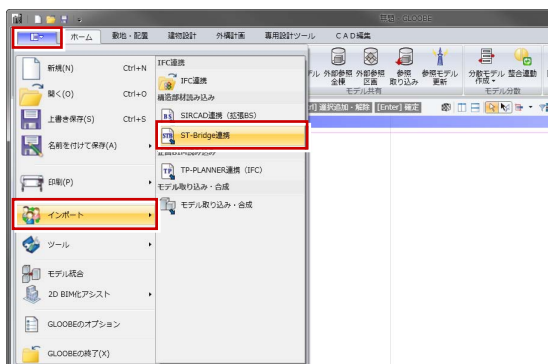 無題 - GLOOBE
ホーム 敷地・配置 建物設計 外構計画 専用設計ツール CAD編集
新規(N) Ctrl+N
開く(O) Ctrl+O
上書き保存(S) Ctrl+S
名前を付けて保存(A)
印刷(P)
インポート
ツール
モデル統合
2D BIM化アシスト
GLOOBEのオプション
GLOOBEの終了(X)
IFC連携
IFC連携
構造部材読み込み
SIRCAD連携（拡張BS）
ST-Bridge連携
TP-PLANNER連携（IFC）
モデル取り込み・合成
モデル取り込み・合成
外部参照 全棟
外部参照 区画
参照 取り込み
参照モデル 更新
分散モデル 作成
整合連動
モデル共有
モデル分散
選択追加・解除 [Enter] 確定